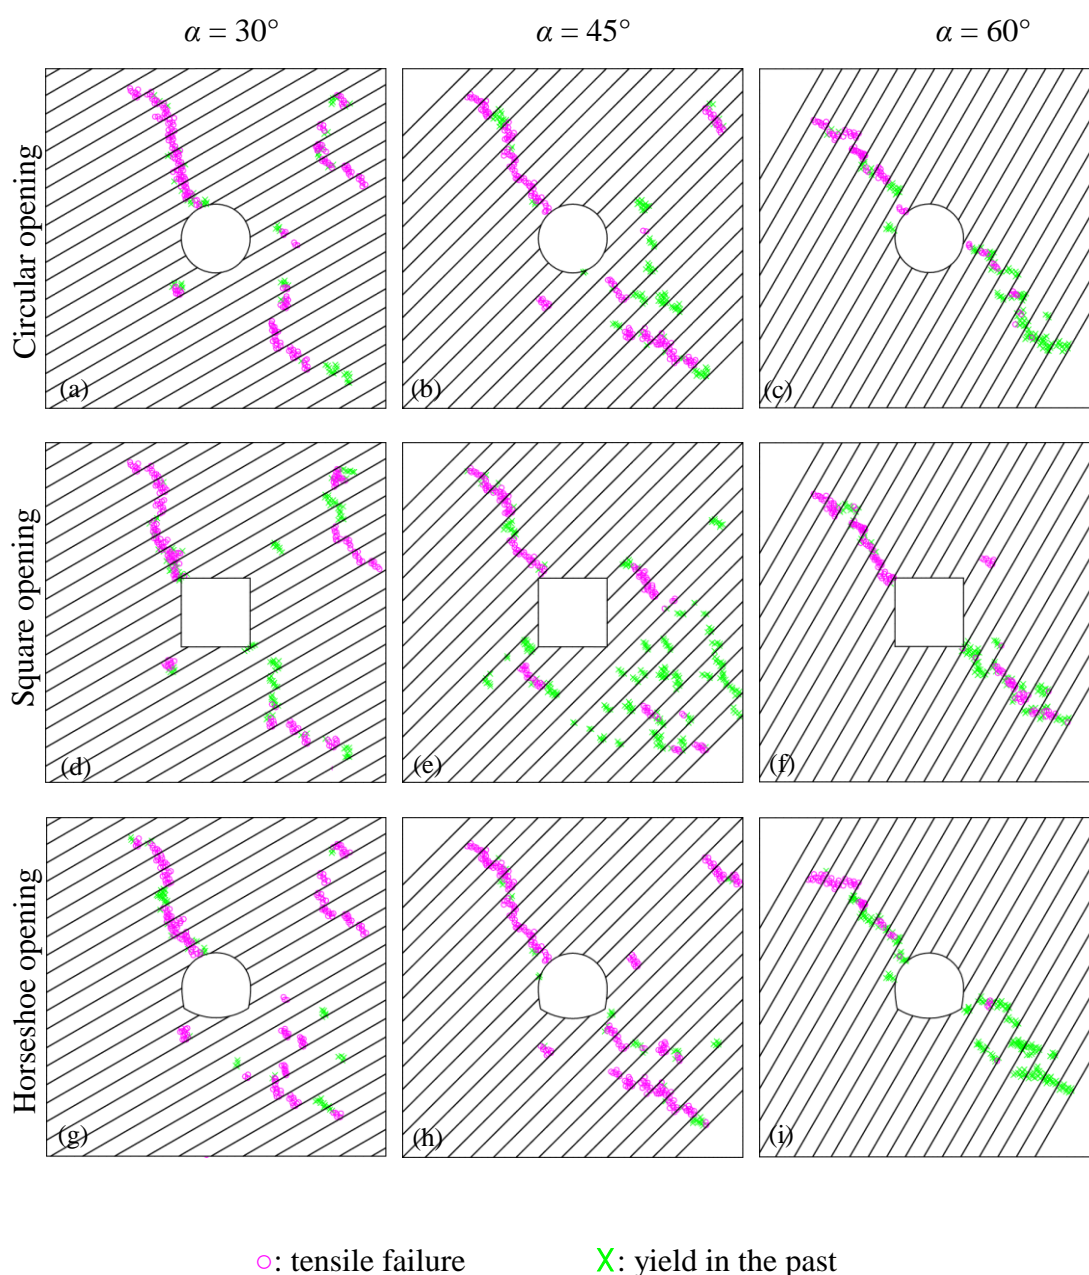 α = 30°
α = 45°
α = 60°
Circular opening
(a)
(b)
(c)
Square opening
(d)
(e)
(f)
Horseshoe opening
(g)
(h)
(i)
○: tensile failure
X: yield in the past